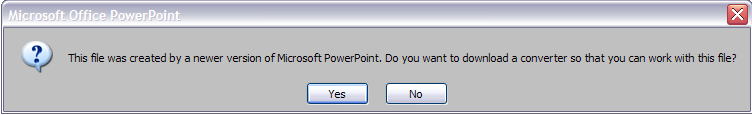 Microsoft Office PowerPoint
This file was created by a newer version of Microsoft PowerPoint. Do you want to download a converter so that you can work with this file?
Yes No